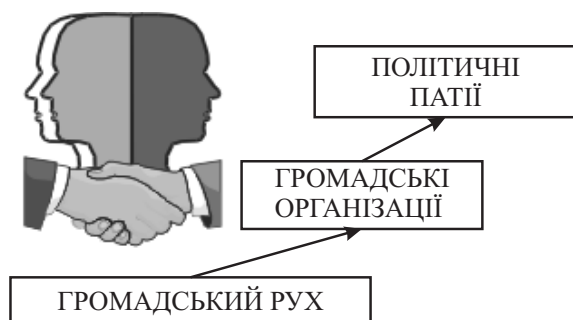 ПОЛІТИЧНІ
ПАТІЇ
ГРОМАДСЬКІ
ОРГАНІЗАЦІЇ
ГРОМАДСЬКИЙ РУХ